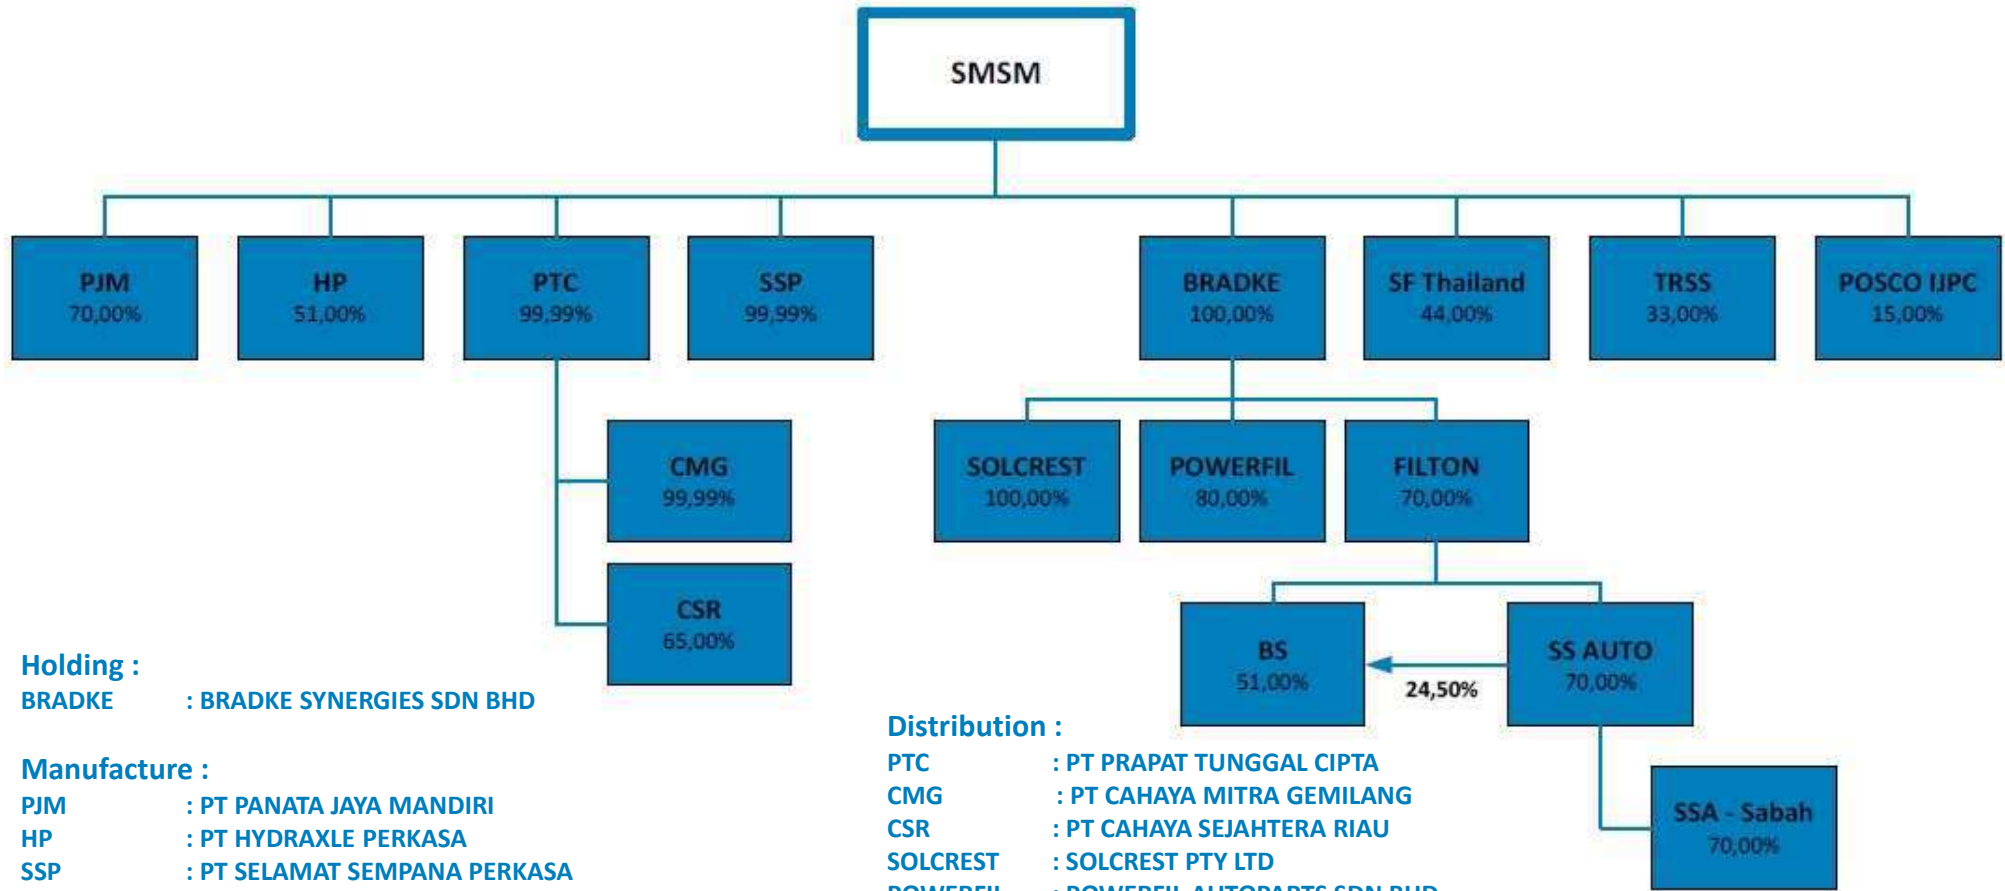 SMSM
PJM
70,00%
HP
51,00%
PTC
99,99%
SSP
99,99%
BRADKE
100,00%
SF Thailand
44,00%
TRSS
33,00%
POSCO IJPC
15,00%
CMG
99,99%
SOLCREST
100,00%
POWERFIL
80,00%
FILTON
70,00%
CSR
65,00%
BS
51,00%
24,50%
SS AUTO
70,00%
SSA - Sabah
70,00%
Holding :
BRADKE : BRADKE SYNERGIES SDN BHD
Manufacture :
PJM : PT PANATA JAYA MANDIRI
HP : PT HYDRAXLE PERKASA
SSP : PT SELAMAT SEMPANA PERKASA
Distribution :
PTC : PT PRAPAT TUNGGAL CIPTA
CMG : PT CAHAYA MITRA GEMILANG
CSR : PT CAHAYA SEJAHTERA RIAU
SOLCREST : SOLCREST PTY LTD
POWERFIL : POWERFIL AUTOPARTS SDN BHD